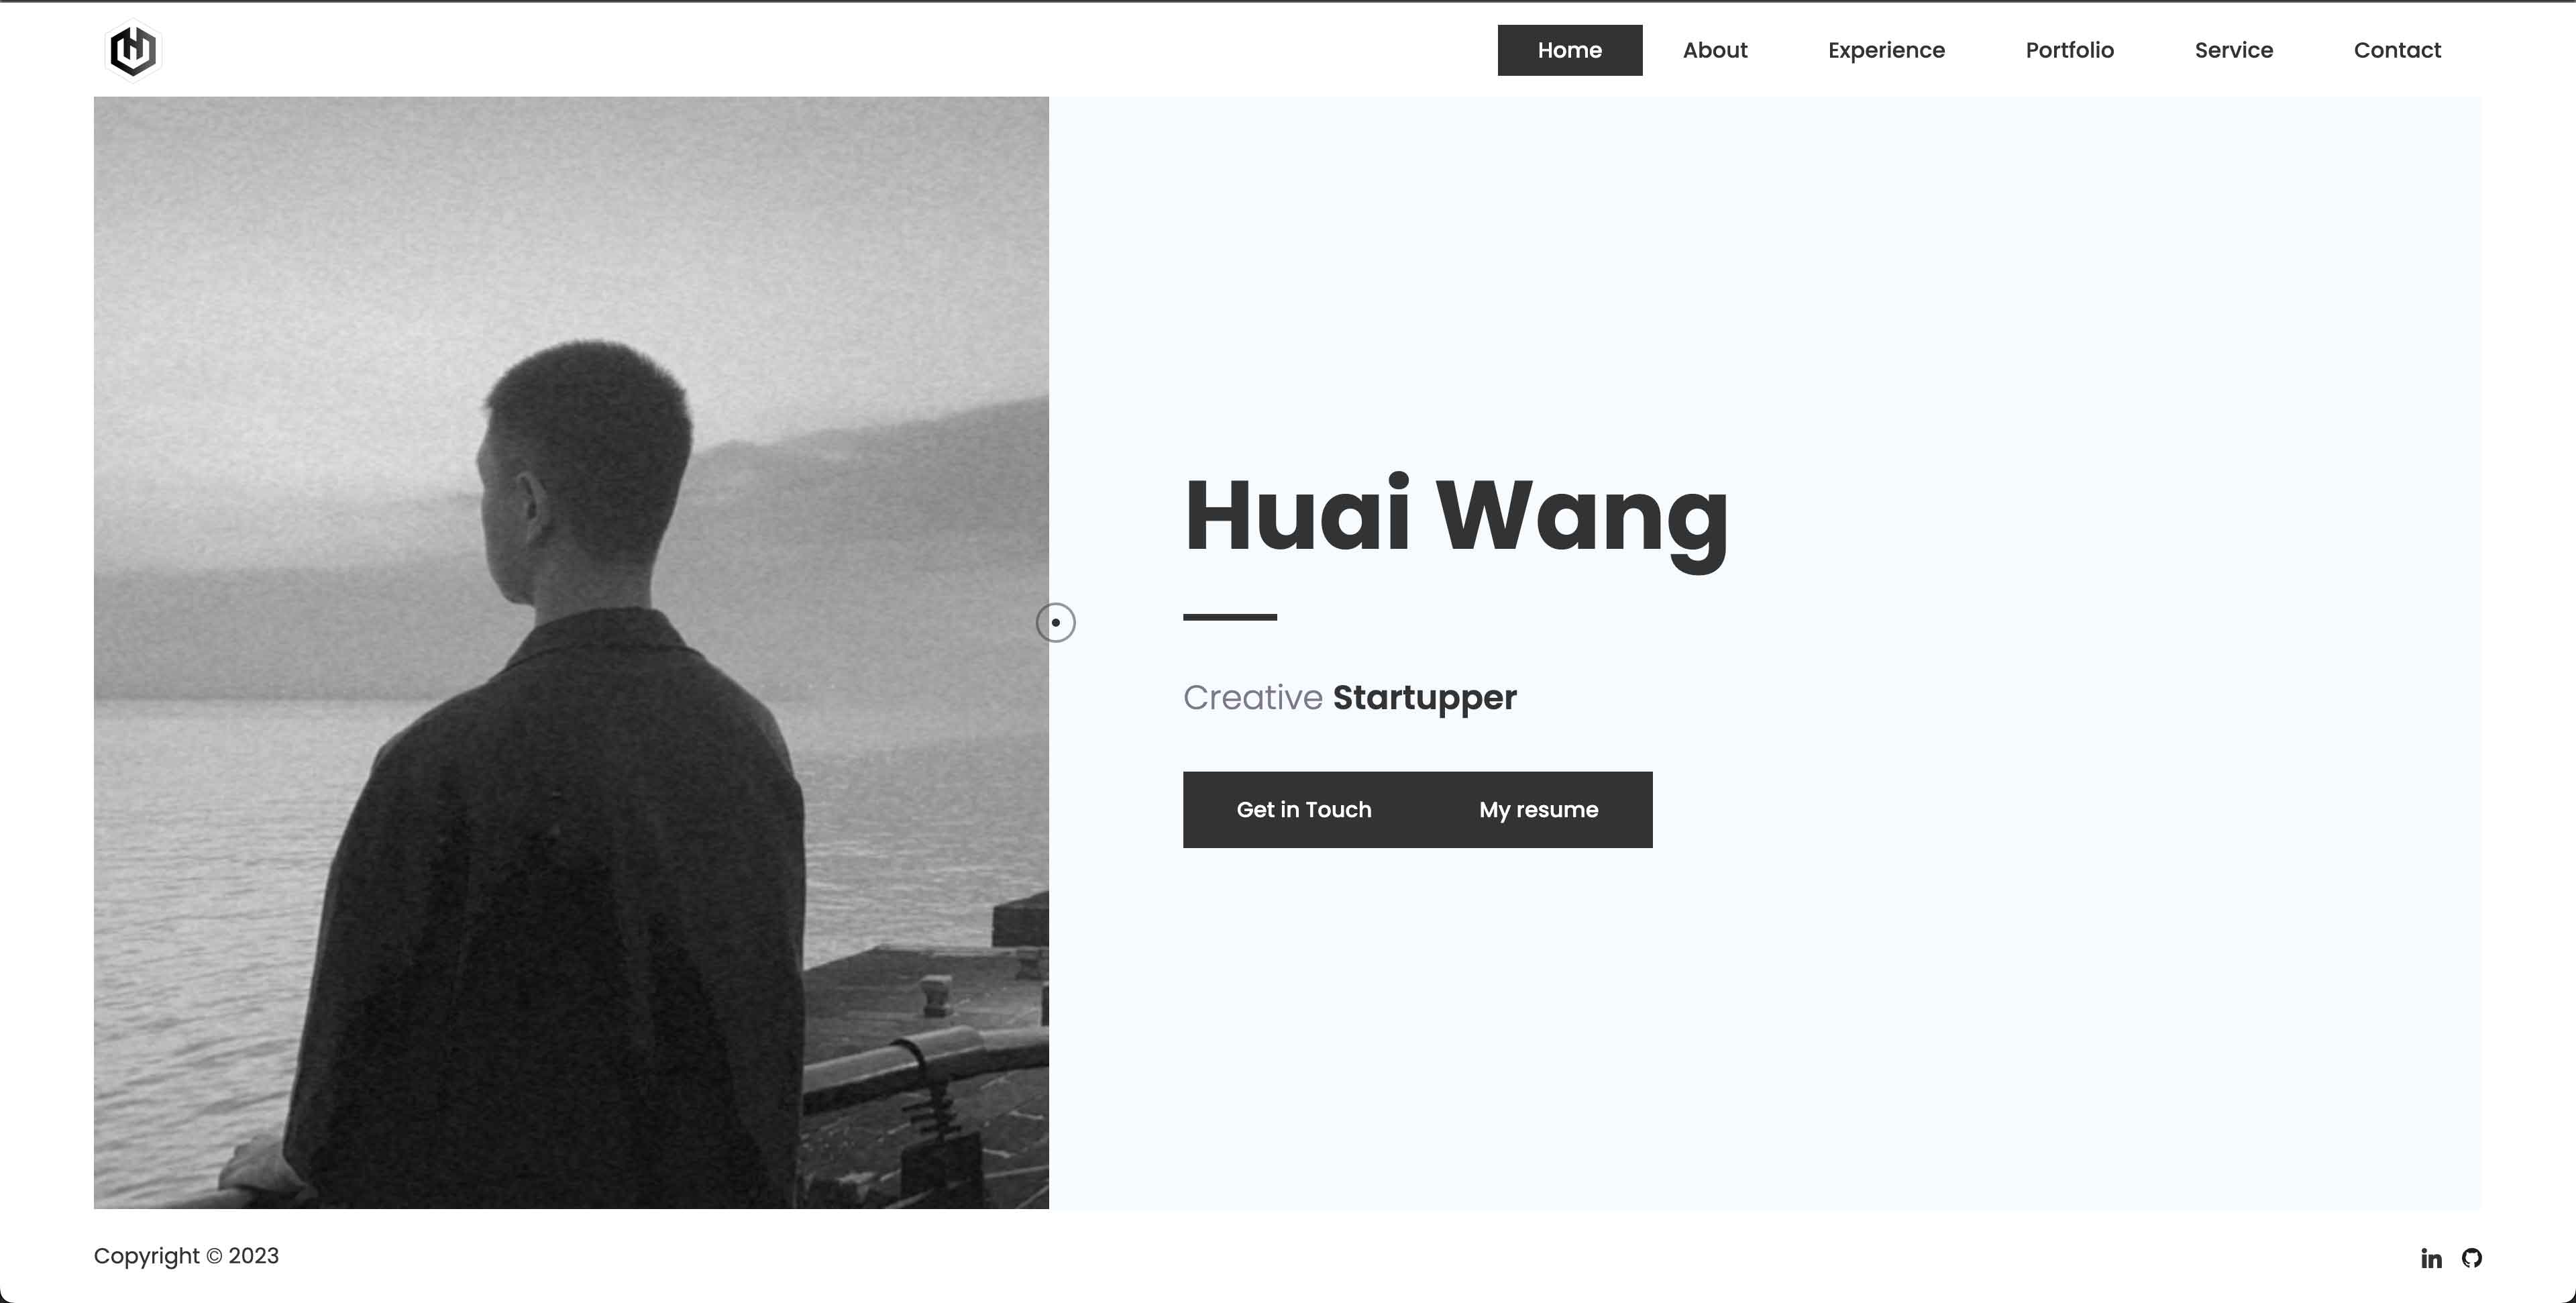 Home About Experience Portfolio Service Contact
Huai Wang
Creative Startupper
Get in Touch My resume
Copyright © 2023
in